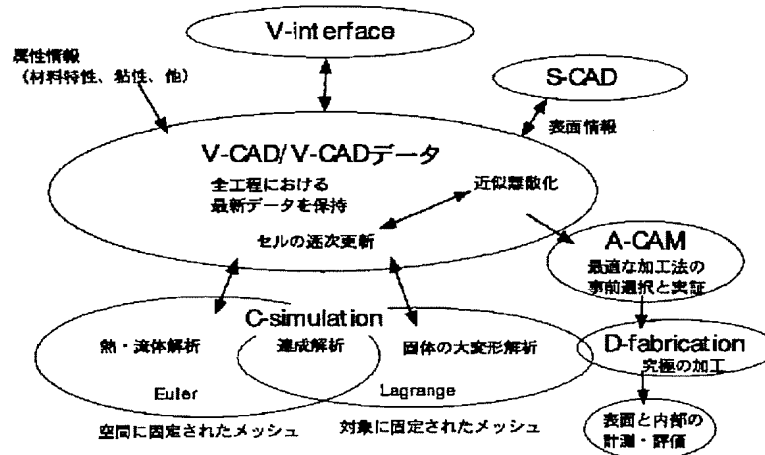 V-interface
属性情報
（材料特性、粘性、他）
S-CAD
表面情報
V-CAD/V-CADデータ
全工程における
最新データを保持
近似離散化
セルの逐次更新
A-CAM
最適な加工法の
事前選択と実証
C-simulation
熱・流体解析
連成解析
固体の大変形解析
D-fabrication
究極の加工
Euler
Lagrange
空間に固定されたメッシュ
対象に固定されたメッシュ
表面と内部の
計測・評価